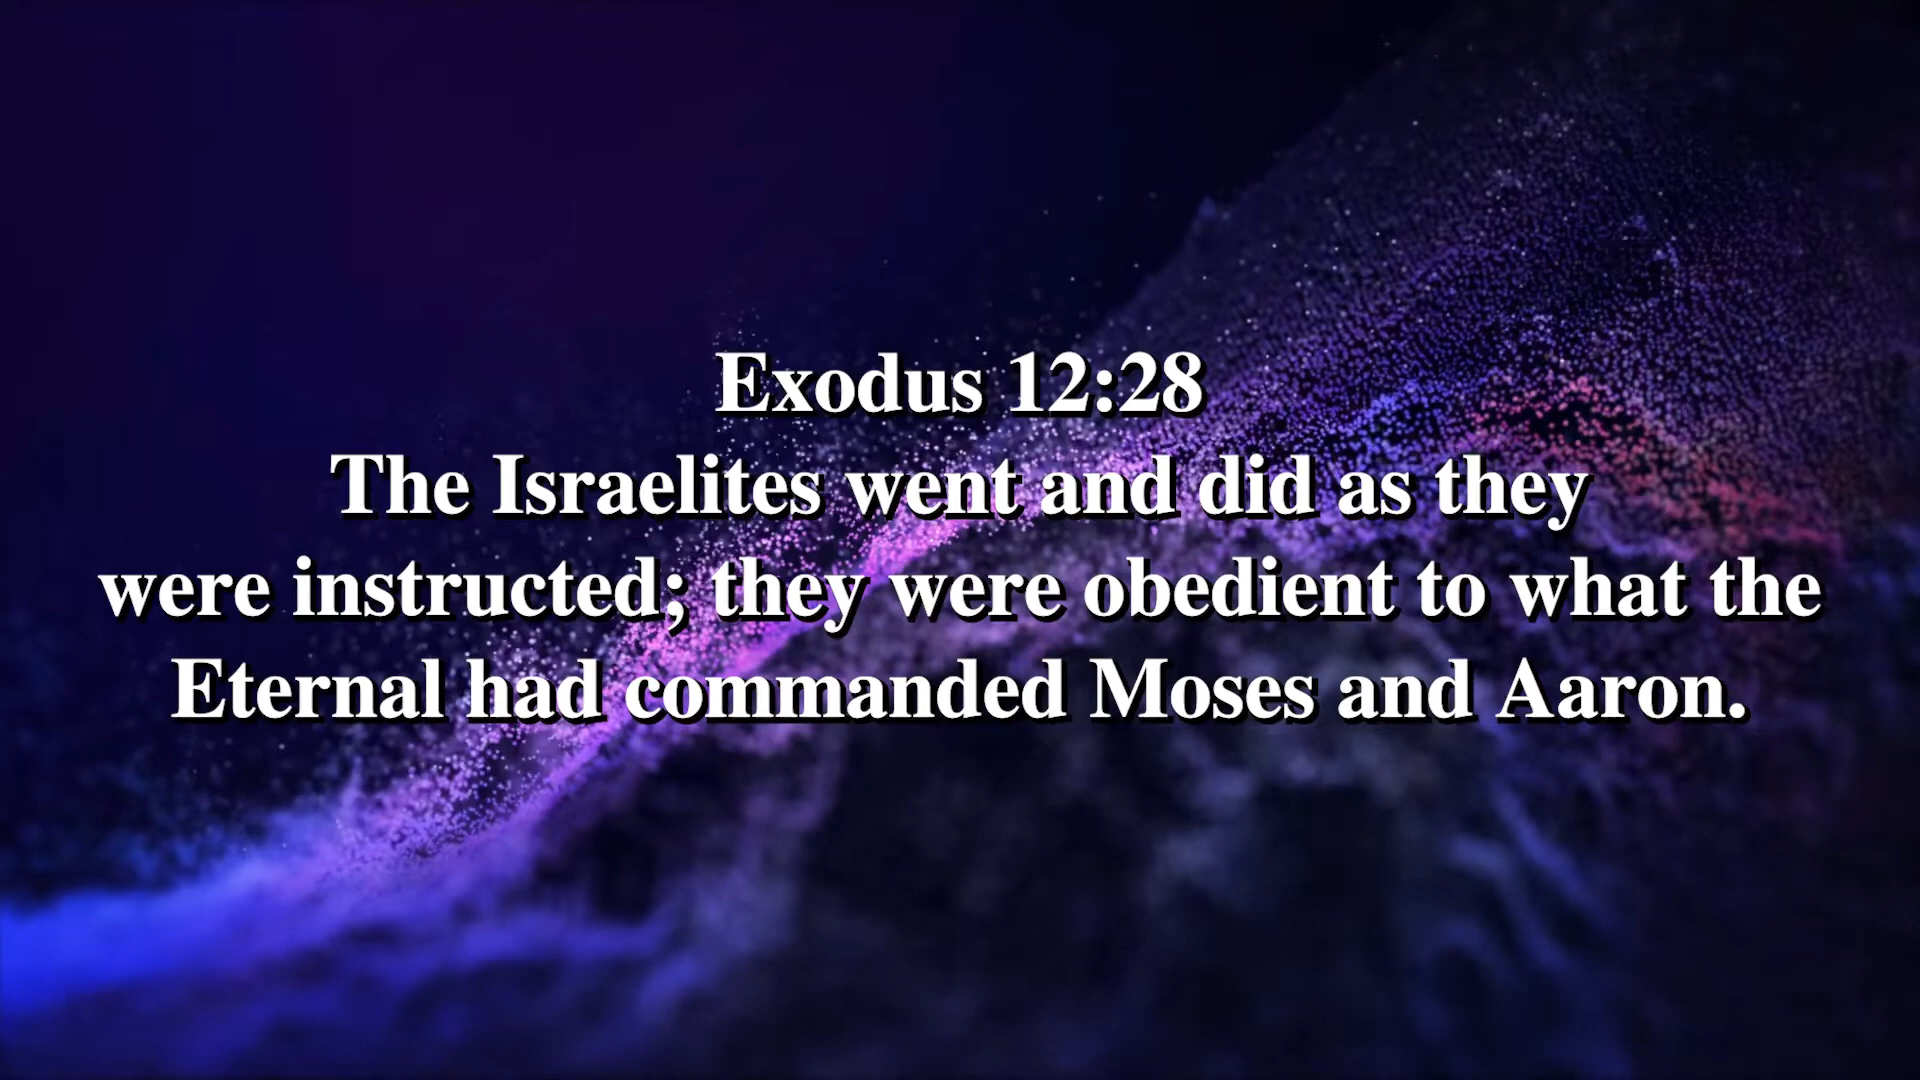 Exodus 12:28
The Israelites went and did as they
were instructed; they were obedient to what the
Eternal had commanded Moses and Aaron.